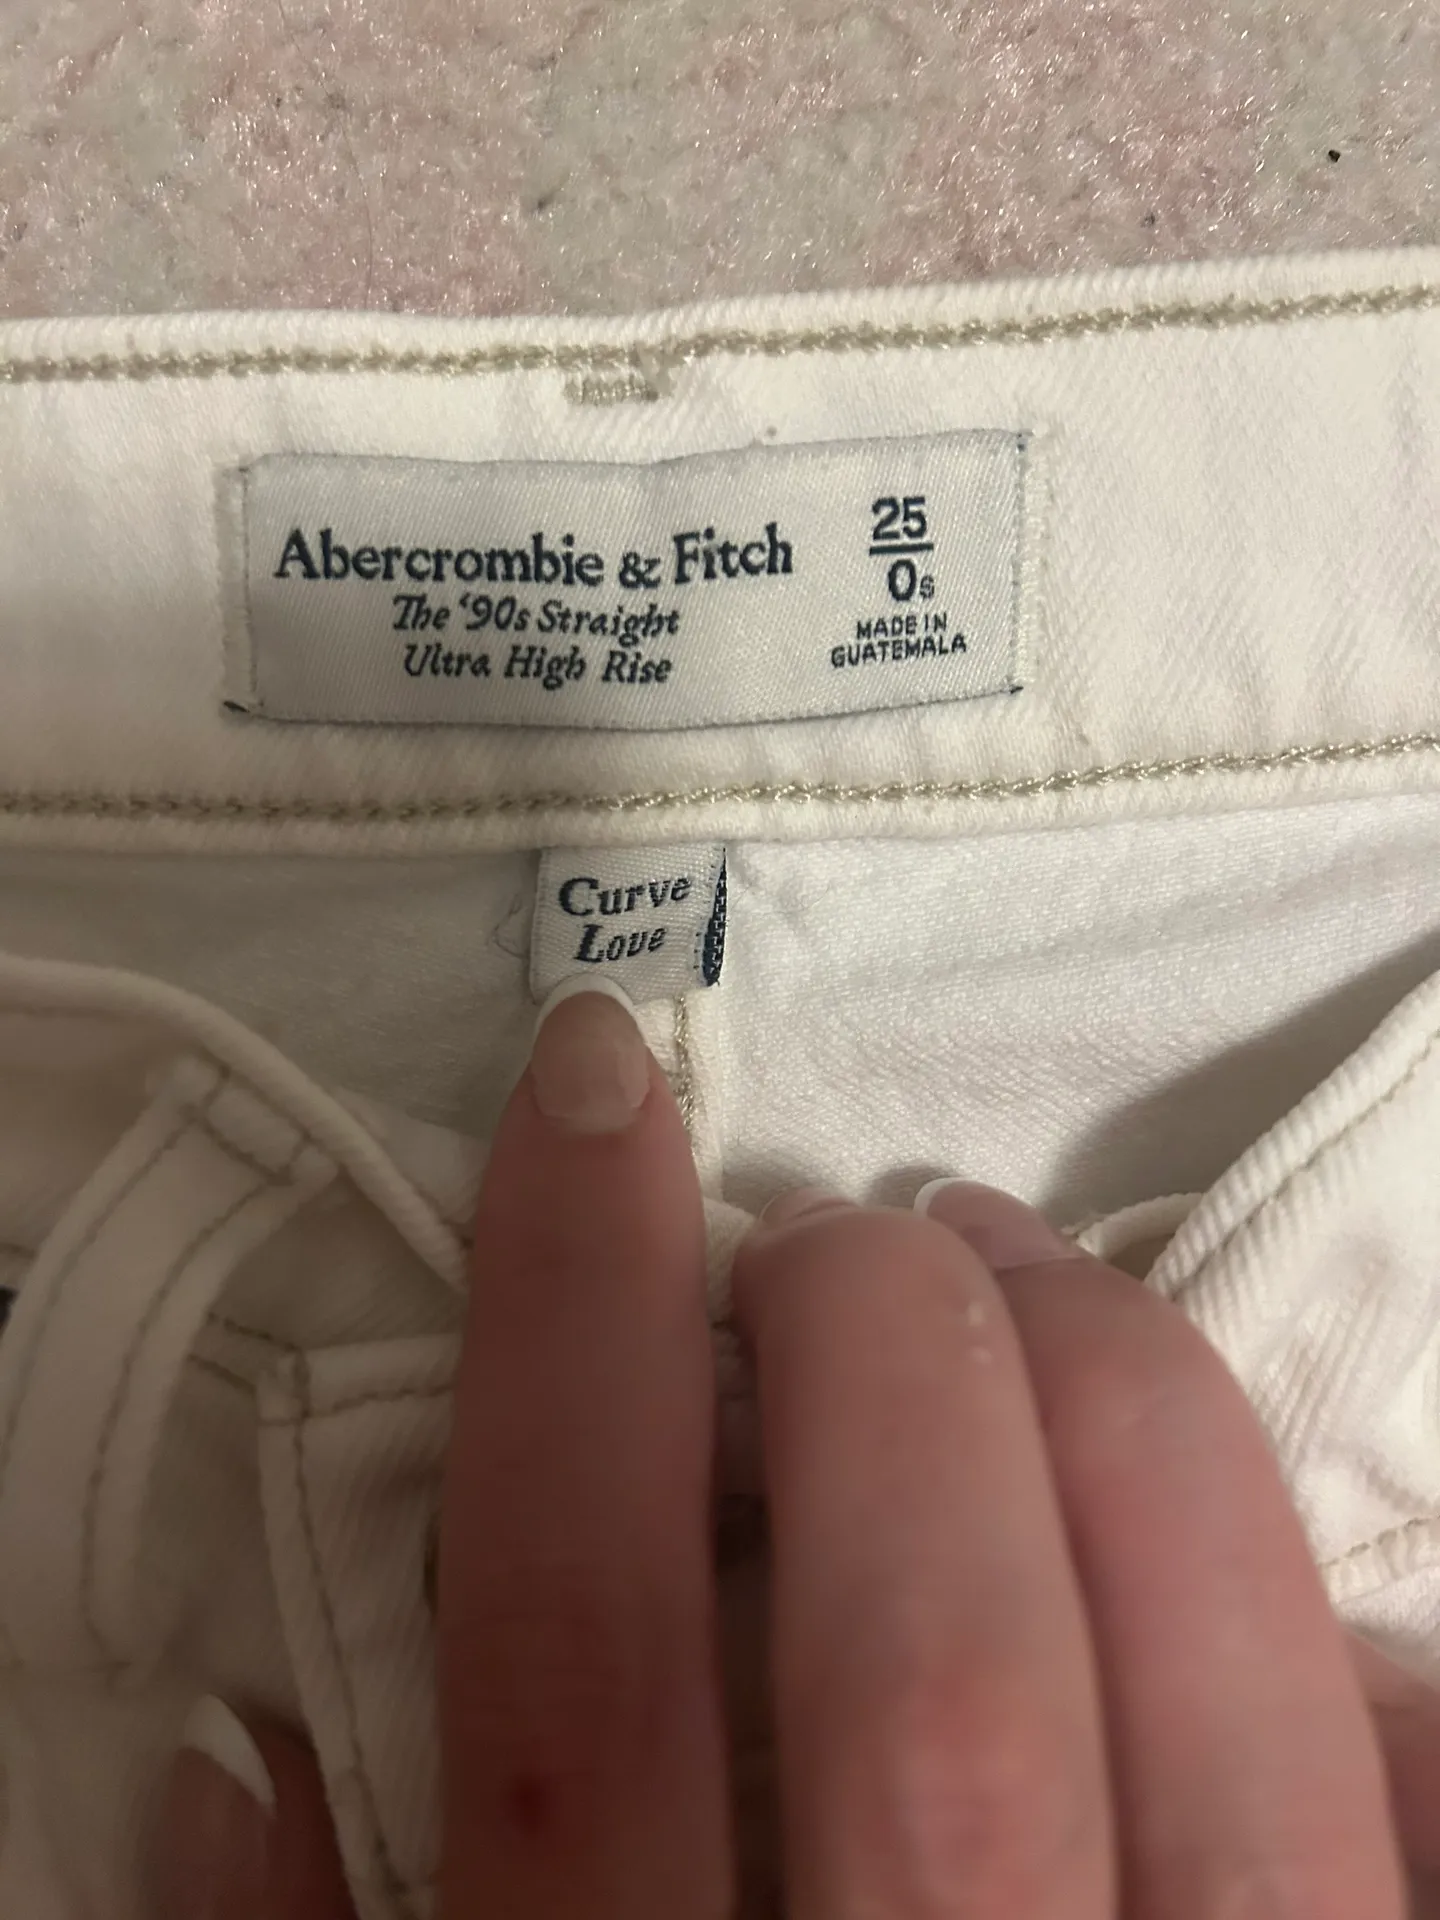 Abercrombie & Fitch
The ‘90s Straight
Ultra High Rise
25
0s
MADE IN
GUATEMALA
Curve
Love